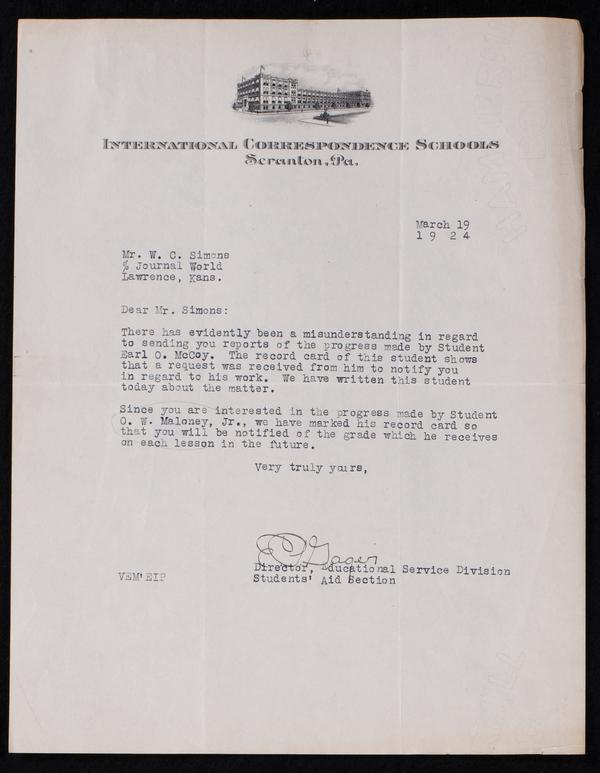 International Correspondence Schools
Scranton, Pa.
March 19
1 9 2 4
Mr. W. C. Simons
% Journal World
Lawrence, Kans.
Dear Mr. Simons:
There has evidently been a misunderstanding in regard
to sending you reports of the progress made by Student
Earl O. McCoy. The record card of this student shows
that a request was received from him to notify you
in regard to his work. We have written this student
today about the matter.
Since you are interested in the progress made by Student
O. W. Maloney, Jr., we have marked his record card so
that you will be notified of the grade which he receives
on each lesson in the future.
Very truly yours,
Director, Educational Service Division
VEM'EIP
Students' Aid Section